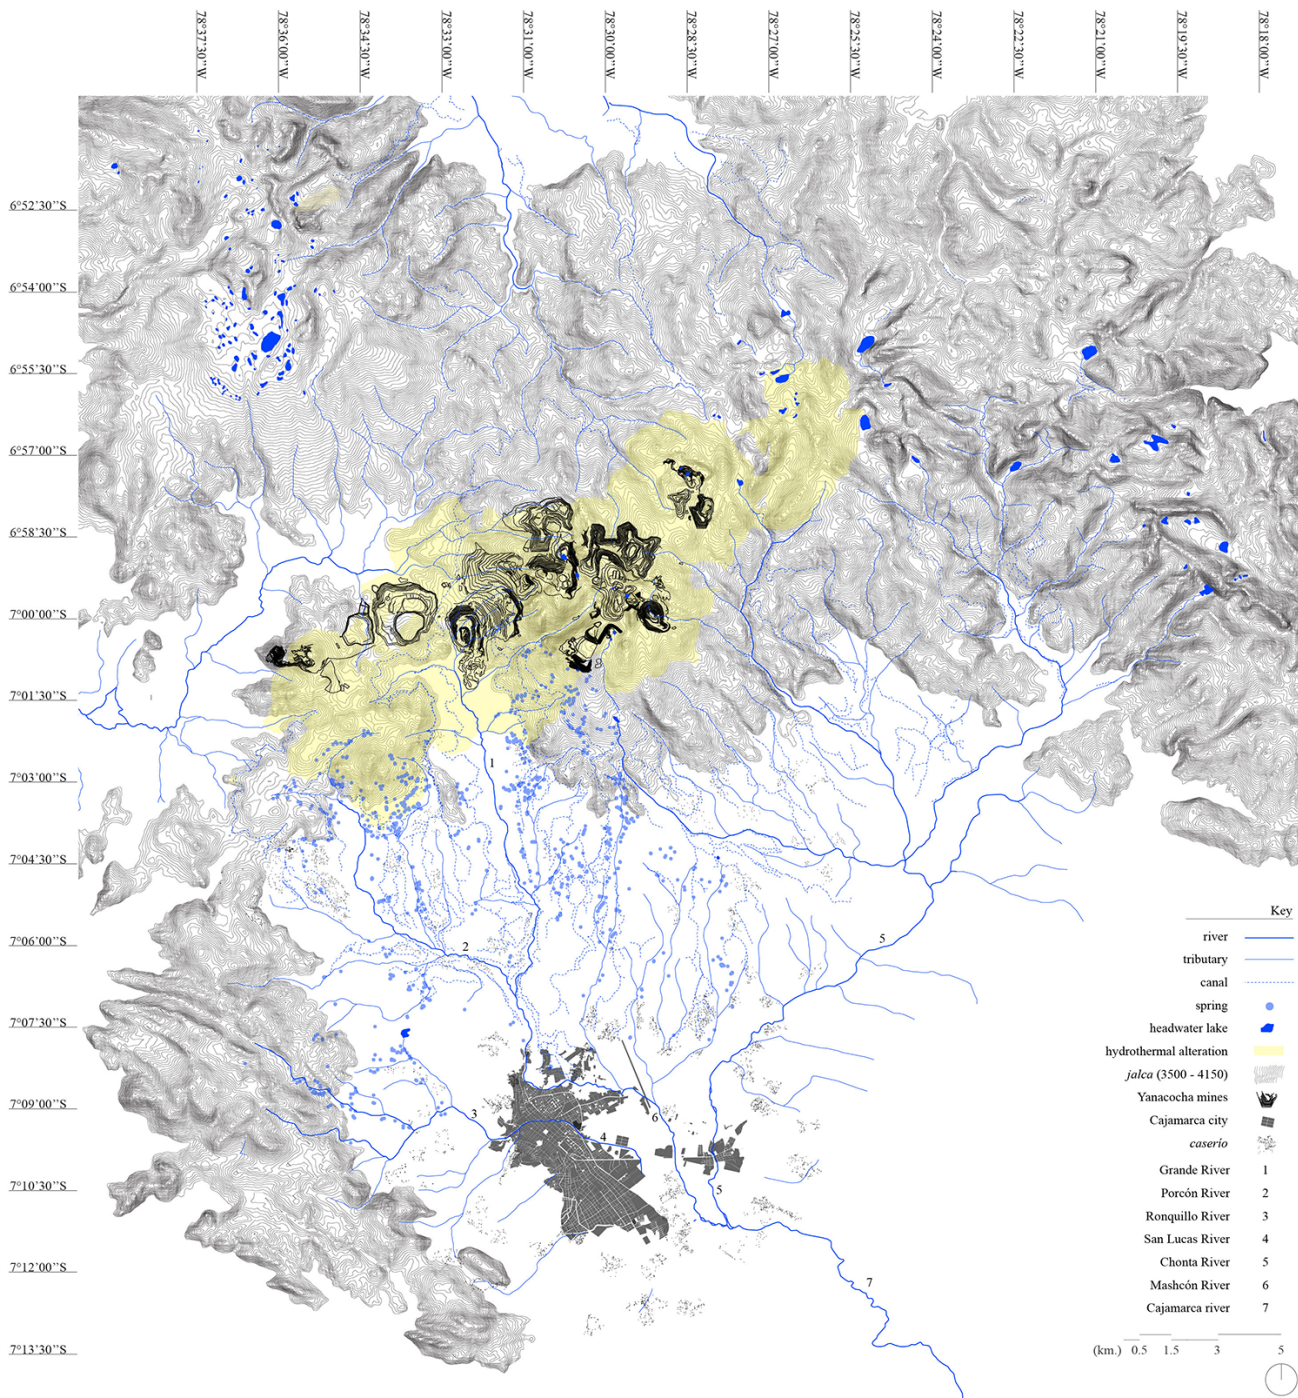 78°37'30''W
78°36'00''W
78°34'30''W
78°33'00''W
78°31'00''W
78°30'00''W
78°28'30''W
78°27'00''W
78°25'30''W
78°24'00''W
78°22'30''W
78°21'00''W
78°19'30''W
78°18'00''W
6°52'30''S
6°54'00''S
6°55'30''S
6°57'00''S
6°58'30''S
7°00'00''S
7°01'30''S
7°03'00''S
1
7°04'30''S
7°06'00''S
2
5
7°07'30''S
7°09'00''S
3
6
4
7°10'30''S
5
7°12'00''S
7
7°13'30''S
Key
river
tributary
canal
spring
headwater lake
hydrothermal alteration
jalca (3500 - 4150)
Yanacocha mines
Cajamarca city
caserío
Grande River 1
Porcón River 2
Ronquillo River 3
San Lucas River 4
Chonta River 5
Mashcón River 6
Cajamarca river 7
(km.) 0.5 1.5 3 5